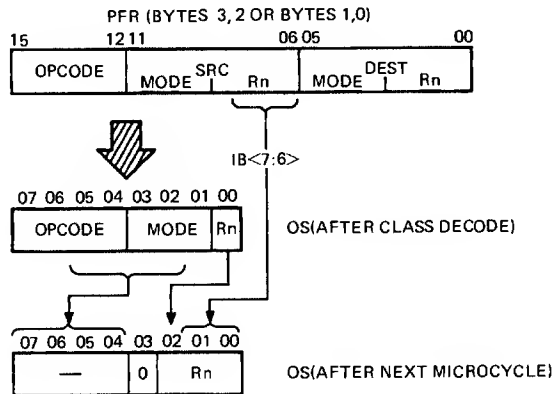 PFR (BYTES 3, 2 OR BYTES 1,0)
15 12 11 06 05 00
OPCODE SRC DEST
MODE Rn MODE Rn
IB<7:6>
07 06 05 04 03 02 01 00
OPCODE MODE Rn OS(AFTER CLASS DECODE)
07 06 05 04 03 02 01 00
— 0 Rn OS(AFTER NEXT MICROCYCLE)